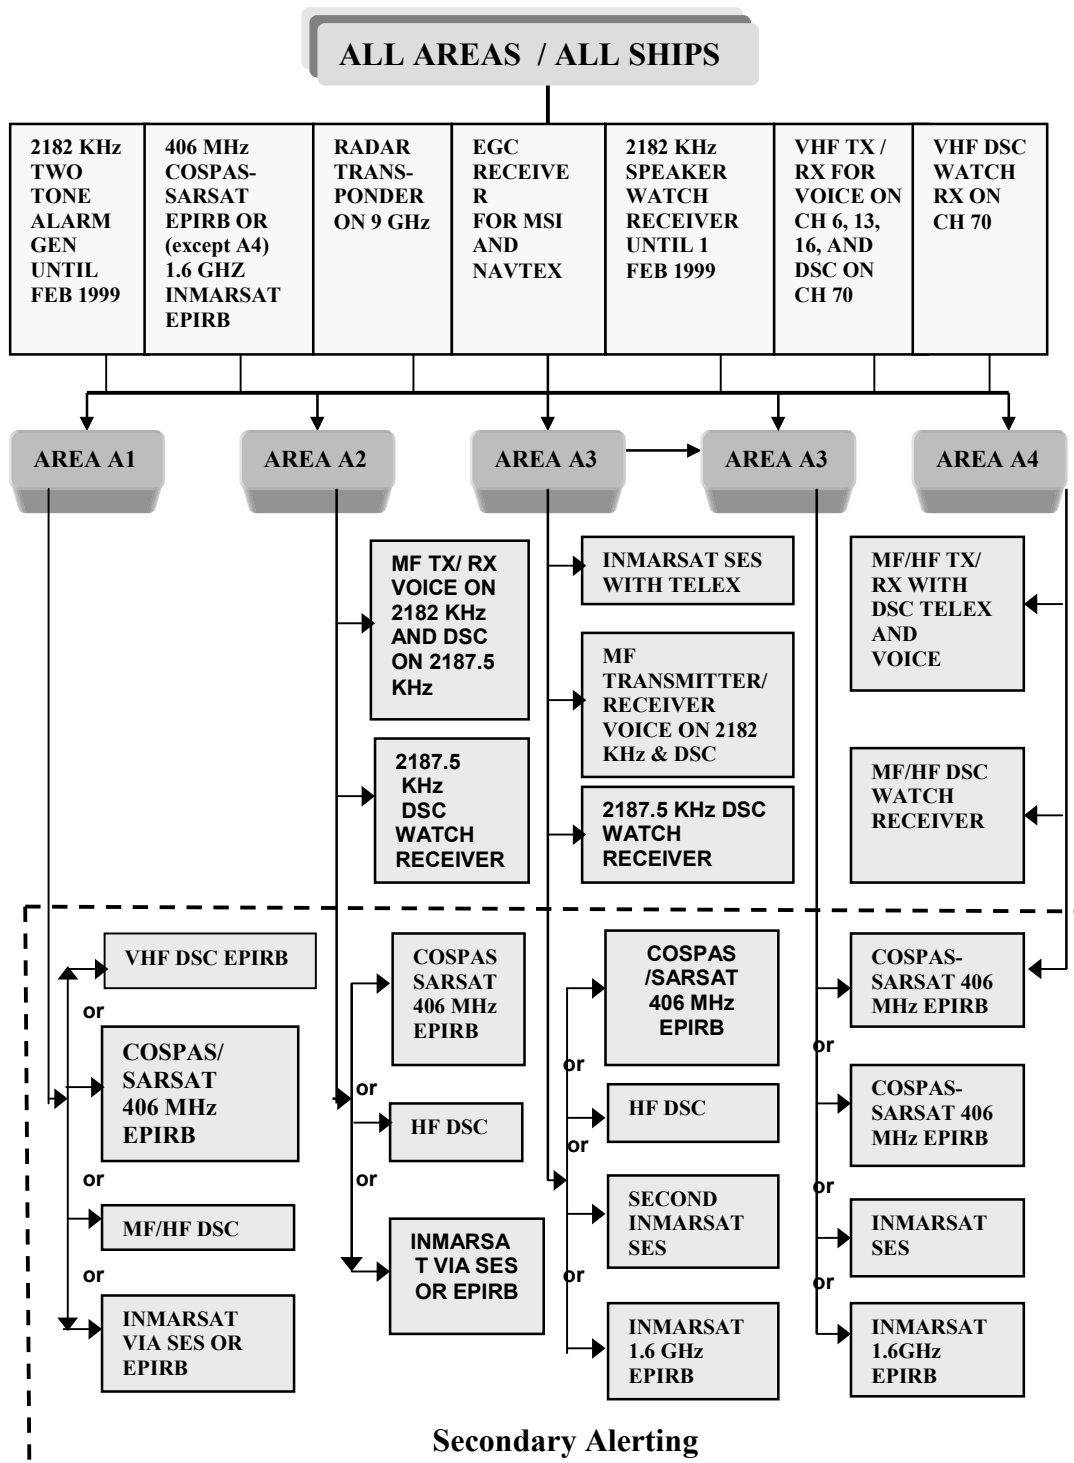 ALL AREAS / ALL SHIPS
2182 KHz
TWO
TONE
ALARM
GEN
UNTIL
FEB 1999
406 MHz
COSPAS-
SARSAT
EPIRB OR
(except A4)
1.6 GHZ
INMARSAT
EPIRB
RADAR
TRANS-
PONDER
ON 9 GHz
EGC
RECEIVE
R
FOR MSI
AND
NAVTEX
2182 KHz
SPEAKER
WATCH
RECEIVER
UNTIL 1
FEB 1999
VHF TX /
RX FOR
VOICE ON
CH 6, 13,
16, AND
DSC ON
CH 70
VHF DSC
WATCH
RX ON
CH 70
AREA A1
AREA A2
AREA A3
AREA A3
AREA A4
MF TX/ RX
VOICE ON
2182 KHz
AND DSC
ON 2187.5
KHz
2187.5
KHz
DSC
WATCH
RECEIVER
INMARSAT SES
WITH TELEX
MF
TRANSMITTER/
RECEIVER
VOICE ON 2182
KHz & DSC
2187.5 KHz DSC
WATCH
RECEIVER
MF/HF TX/
RX WITH
DSC TELEX
AND
VOICE
MF/HF DSC
WATCH
RECEIVER
VHF DSC EPIRB
or
COSPAS/
SARSAT
406 MHz
EPIRB
or
MF/HF DSC
or
INMARSAT
VIA SES OR
EPIRB
COSPAS
SARSAT
406 MHz
EPIRB
or
HF DSC
or
INMARSA
T VIA SES
OR EPIRB
COSPAS
/SARSAT
406 MHz
EPIRB
or
HF DSC
or
SECOND
INMARSAT
SES
or
INMARSAT
1.6 GHz
EPIRB
COSPAS-
SARSAT 406
MHz EPIRB
or
COSPAS-
SARSAT 406
MHz EPIRB
or
INMARSAT
SES
or
INMARSAT
1.6GHz
EPIRB
Secondary Alerting